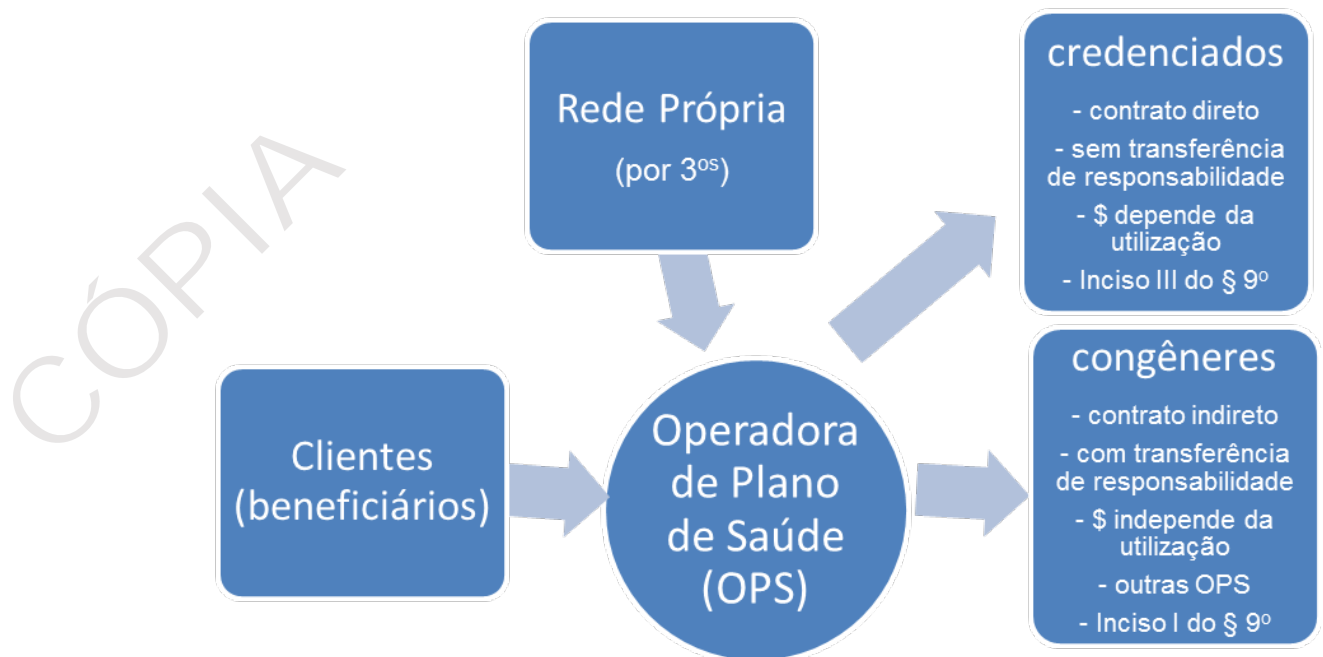 CÓPIA
Rede Própria
(por 3os)
Clientes
(beneficiários)
Operadora
de Plano
de Saúde
(OPS)
credenciados
- contrato direto
- sem transferência
de responsabilidade
- $ depende da
utilização
- Inciso III do § 9º
congêneres
- contrato indireto
- com transferência
de responsabilidade
- $ independe da
utilização
- outras OPS
- Inciso I do § 9º